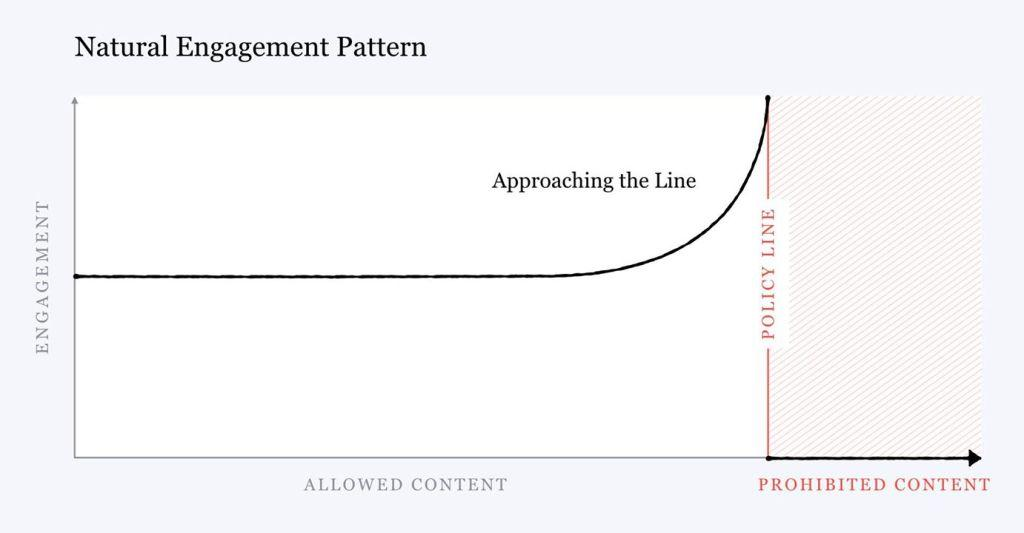 Natural Engagement Pattern
Approaching the Line
ENGAGEMENT
POLICY LINE
ALLOWED CONTENT
PROHIBITED CONTENT